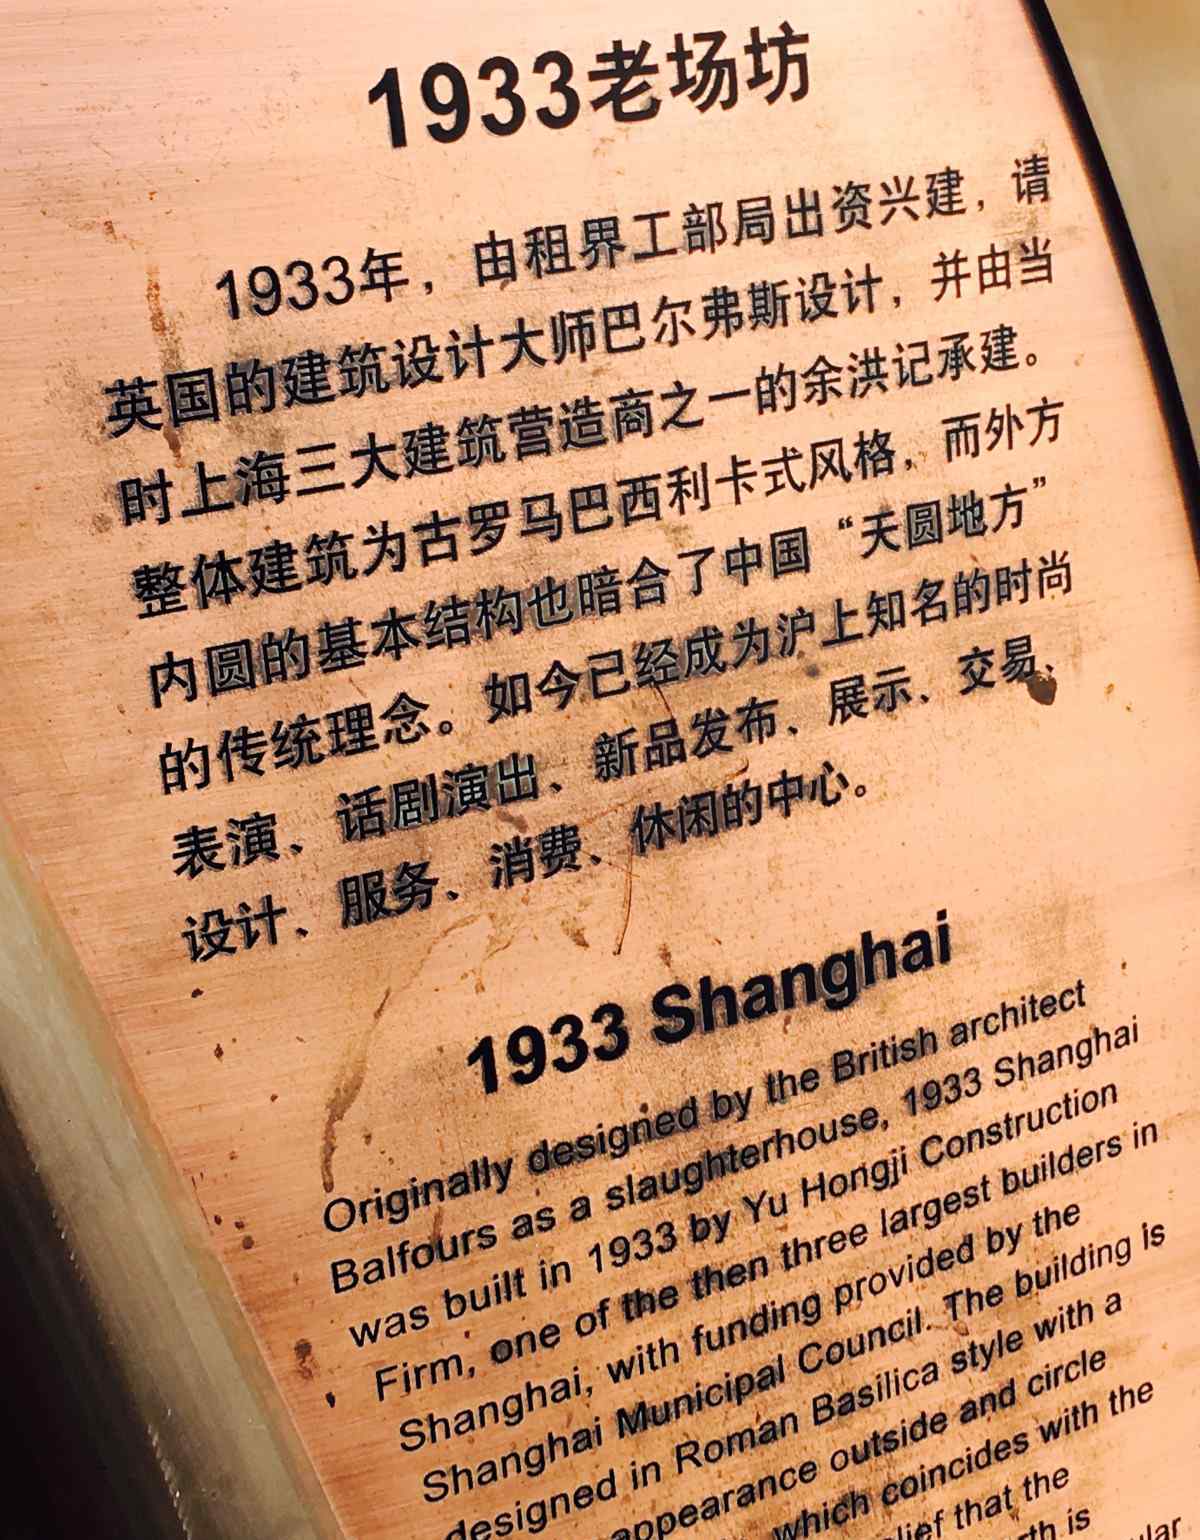 1933老场坊
1933年，由租界工部局出资兴建，请
英国的建筑设计大师巴尔弗斯设计，并由当
时上海三大建筑营造商之一的余洪记承建。
整体建筑为古罗马巴西利卡式风格，而外方
内圆的基本结构也暗合了中国“天圆地方”
的传统理念。如今已经成为沪上知名的时尚
表演、话剧演出、新品发布、展示、交易、
设计、服务、消费、休闲的中心。
1933 Shanghai
Originally designed by the British architect
Balfours as a slaughterhouse, 1933 Shanghai
was built in 1933 by Yu Hongji Construction
Firm, one of the then three largest builders in
Shanghai, with funding provided by the
Shanghai Municipal Council. The building is
designed in Roman Basilica style with a
appearance outside and circle
which coincides with the
that the
is